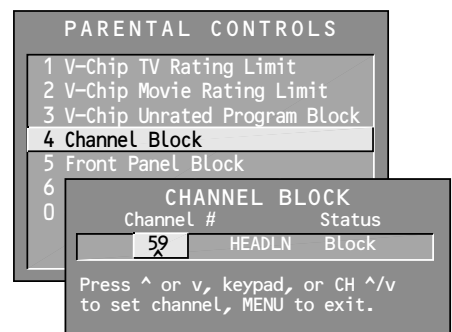 PARENTAL CONTROLS
1 V-Chip TV Rating Limit
2 V-Chip Movie Rating Limit
3 V-Chip Unrated Program Block
4 Channel Block
5 Front Panel Block
6
0
CHANNEL BLOCK
Channel # Status
59 HEADLN Block
Press ^ or v, keypad, or CH ^/v
to set channel, MENU to exit.